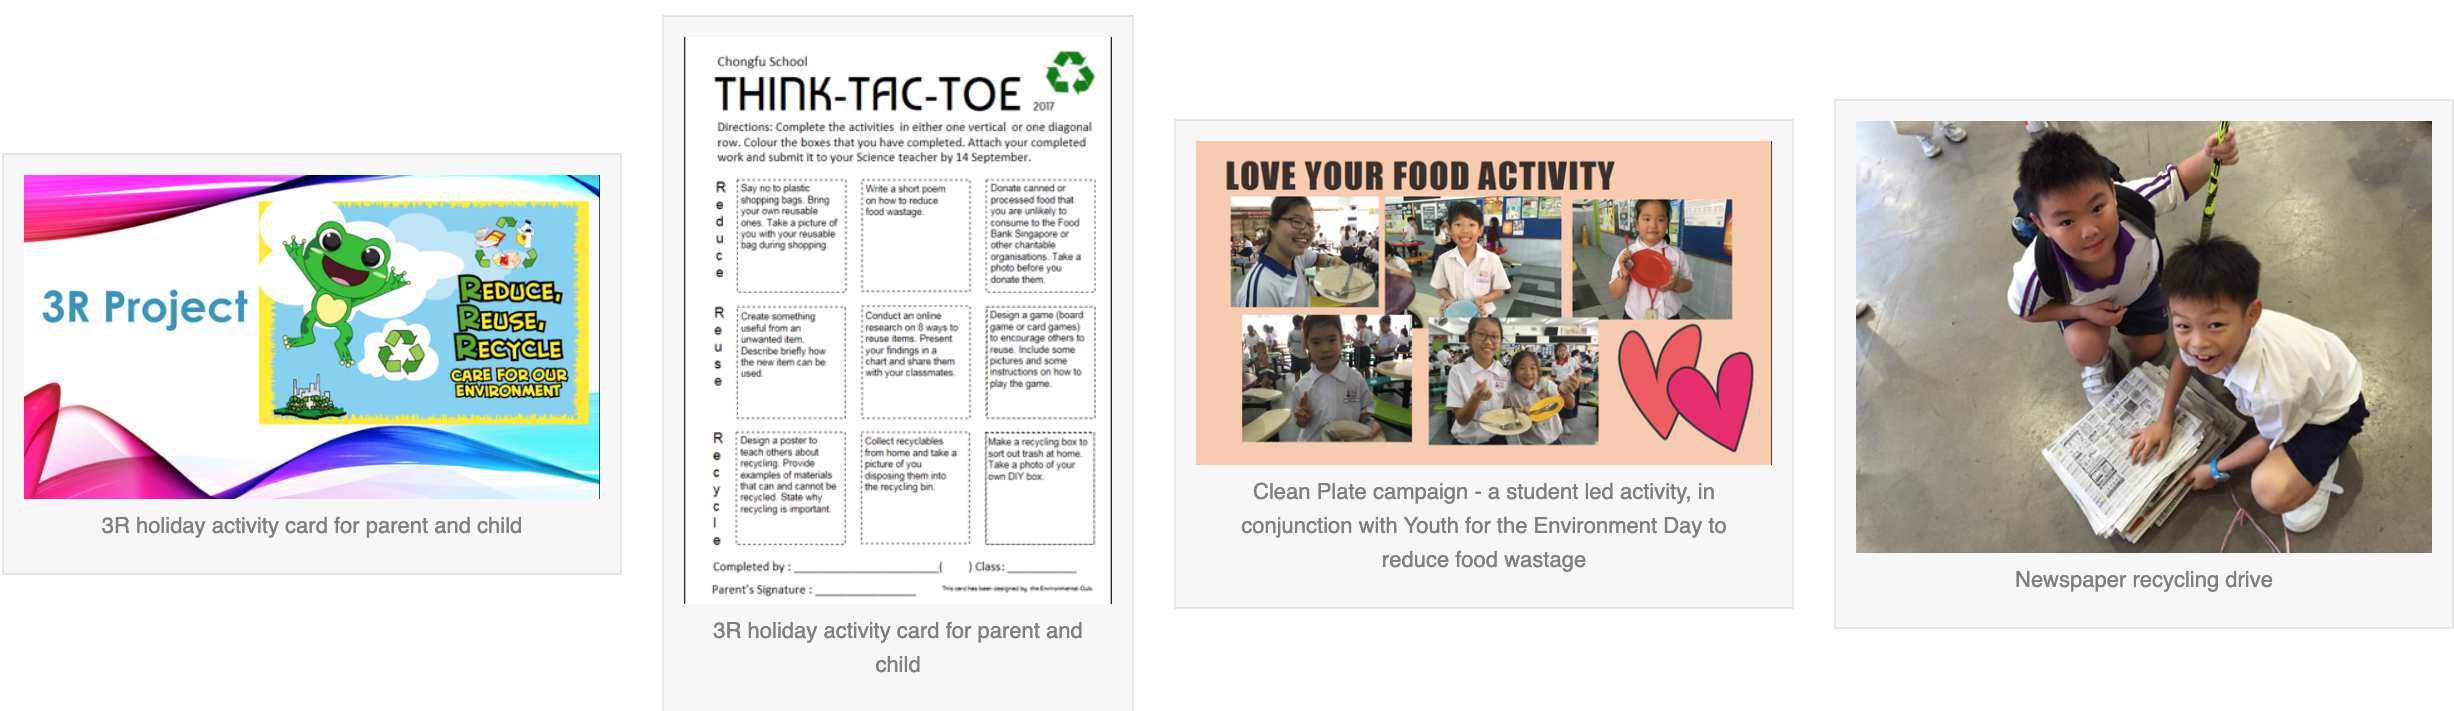 3R Project
REDUCE,
REUSE,
RECYCLE
CARE FOR OUR
ENVIRONMENT
3R holiday activity card for parent and child
Chongfu School
THINK-TAC-TOE 2017
Directions: Complete the activities in either one vertical or one diagonal
row. Colour the boxes that you have completed. Attach your completed
work and submit it to your Science teacher by 14 September.
Reduce
Say no to plastic
shopping bags. Bring
your own reusable
ones. Take a picture of
you with your reusable
bag during shopping.
Write a short poem
on how to reduce
food wastage.
Donate canned or
processed food that
you are unlikely to
consume to the Food
Bank Singapore or
other charitable
organisations. Take a
photo before you
donate them.
Reuse
Create something
useful from an
unwanted item.
Describe briefly how
the new item can be
used.
Conduct an online
research on 8 ways to
reuse items. Present
your findings in a
chart and share them
with your classmates.
Design a game (board
game or card games)
to encourage others to
reuse. Include some
pictures and some
instructions on how to
play the game.
Recycle
Design a poster to
teach others about
recycling. Provide
examples of materials
that can and cannot be
recycled. State why
recycling is important.
Collect recyclables
from home and take a
picture of you
disposing them into
the recycling bin.
Make a recycling box to
sort out trash at home.
Take a photo of your
own DIY box.
Completed by : ______________________( ) Class: ___________
Parent's Signature : ________________ This card has been designed by the Environmental Club.
3R holiday activity card for parent and
child
LOVE YOUR FOOD ACTIVITY
Clean Plate campaign - a student led activity, in
conjunction with Youth for the Environment Day to
reduce food wastage
Newspaper recycling drive